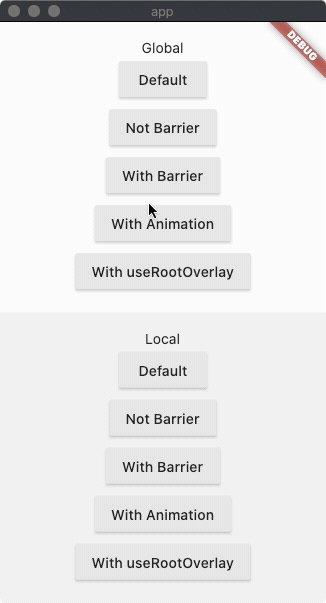 app
DEBUG
Global
Default
Not Barrier
With Barrier
With Animation
With useRootOverlay
Local
Default
Not Barrier
With Barrier
With Animation
With useRootOverlay